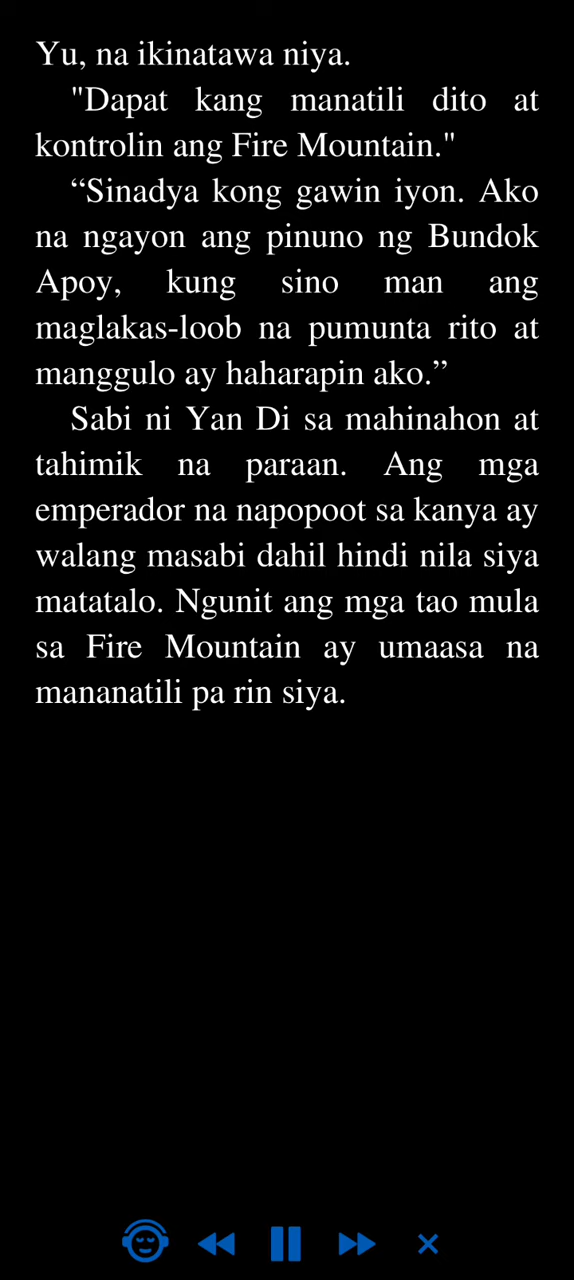 Yu, na ikinatawa niya.
"Dapat kang manatili dito at
kontrolin ang Fire Mountain."
“Sinadya kong gawin iyon. Ako
na ngayon ang pinuno ng Bundok
Apoy, kung sino man ang
maglakas-loob na pumunta rito at
manggulo ay haharapin ako.”
Sabi ni Yan Di sa mahinahon at
tahimik na paraan. Ang mga
emperador na napopoot sa kanya ay
walang masabi dahil hindi nila siya
matatalo. Ngunit ang mga tao mula
sa Fire Mountain ay umaasa na
mananatili pa rin siya.